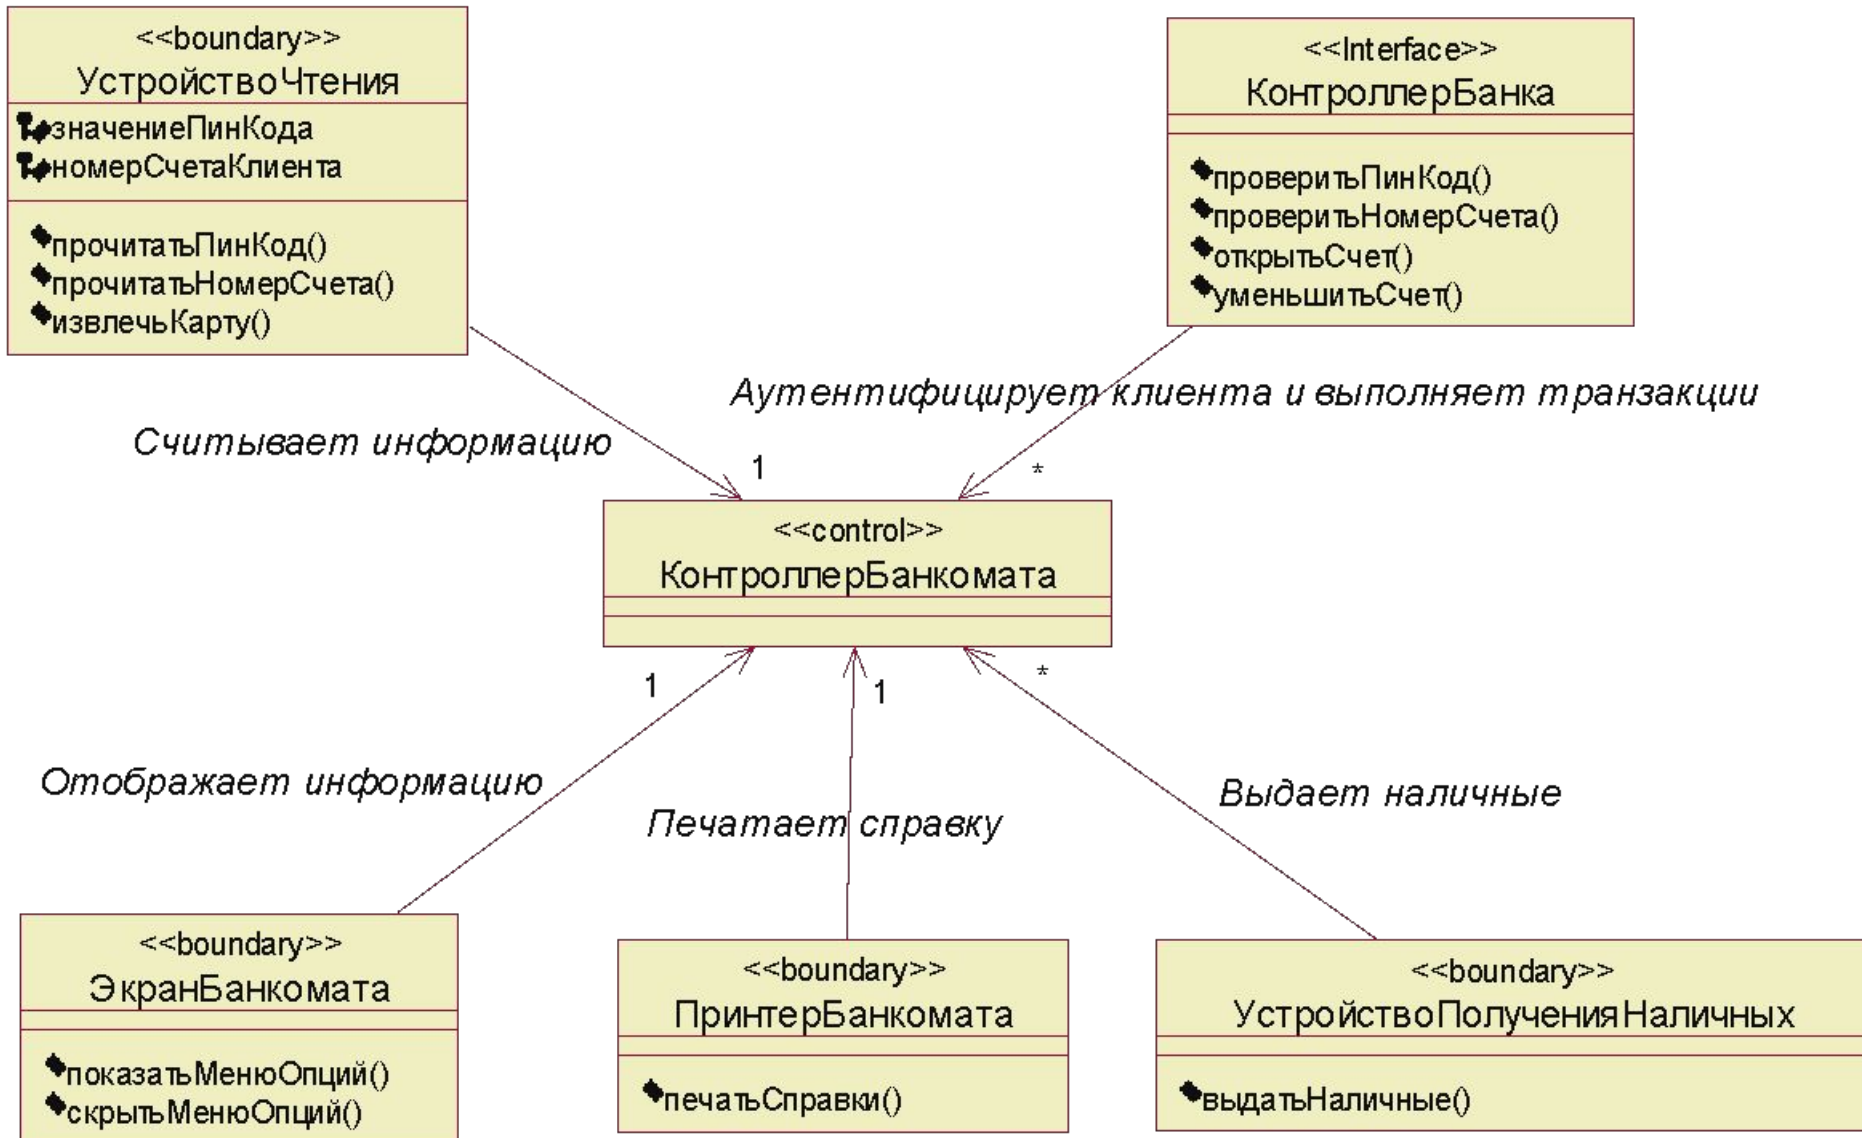 <<boundary>>
УстройствоЧтения
значениеПинКода
номерСчетаКлиента
прочитатьПинКод()
прочитатьНомерСчета()
извлечьКарту()
<<Interface>>
КонтроллерБанка
проверитьПинКод()
проверитьНомерСчета()
открытьСчет()
уменьшитьСчет()
Аутентифицирует клиента и выполняет транзакции
Считывает информацию
1
*
<<control>>
КонтроллерБанкомата
1
1
*
Отображает информацию
Печатает справку
Выдает наличные
<<boundary>>
ЭкранБанкомата
показатьМенюОпций()
скрытьМенюОпций()
<<boundary>>
ПринтерБанкомата
печатьСправки()
<<boundary>>
УстройствоПолученияНаличных
выдатьНаличные()